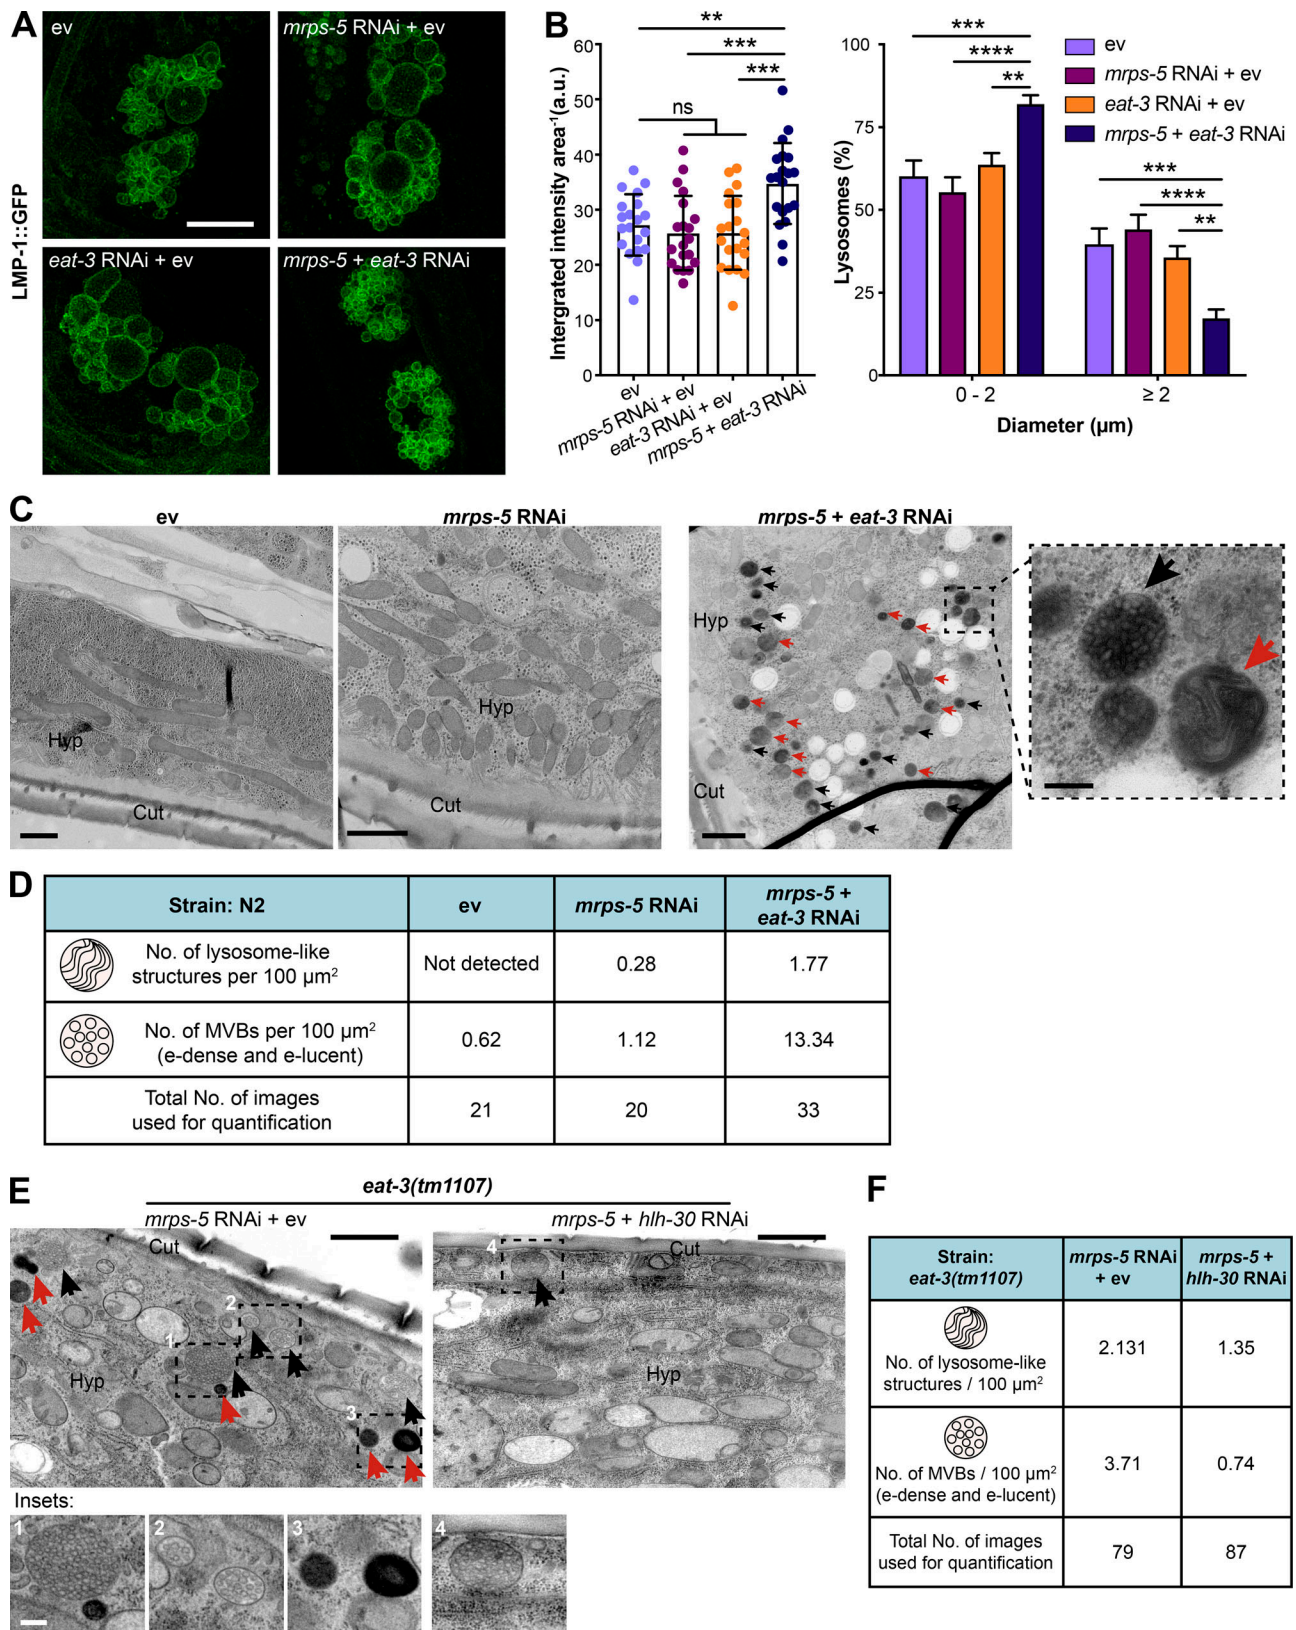 A
LMP-1::GFP
ev
mrps-5 RNAi + ev
eat-3 RNAi + ev
mrps-5 + eat-3 RNAi
B
Intergrated intensity area⁻¹(a.u.)
60
50
40
30
20
10
0
**
***
***
ns
ev
mrps-5 RNAi + ev
eat-3 RNAi + ev
mrps-5 + eat-3 RNAi
Lysosomes (%)
100
75
50
25
0
***
****
**
***
****
**
0 - 2
≥ 2
Diameter (µm)
ev
mrps-5 RNAi + ev
eat-3 RNAi + ev
mrps-5 + eat-3 RNAi
C
ev
mrps-5 RNAi
mrps-5 + eat-3 RNAi
Hyp
Cut
Hyp
Cut
Hyp
Cut
D
Strain: N2
ev
mrps-5 RNAi
mrps-5 +
eat-3 RNAi
No. of lysosome-like
structures per 100 µm²
Not detected
0.28
1.77
No. of MVBs per 100 µm²
(e-dense and e-lucent)
0.62
1.12
13.34
Total No. of images
used for quantification
21
20
33
E
eat-3(tm1107)
mrps-5 RNAi + ev
mrps-5 + hlh-30 RNAi
Cut
2
1
Hyp
3
4
Cut
Hyp
Insets:
1
2
3
4
F
Strain:
eat-3(tm1107)
mrps-5 RNAi
+ ev
mrps-5 +
hlh-30 RNAi
No. of lysosome-like
structures / 100 µm²
2.131
1.35
No. of MVBs / 100 µm²
(e-dense and e-lucent)
3.71
0.74
Total No. of images
used for quantification
79
87